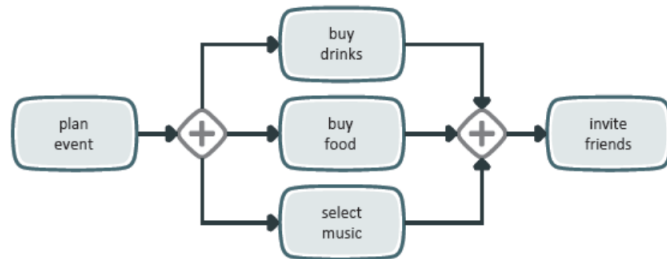 plan
event
buy
drinks
buy
food
select
music
invite
friends